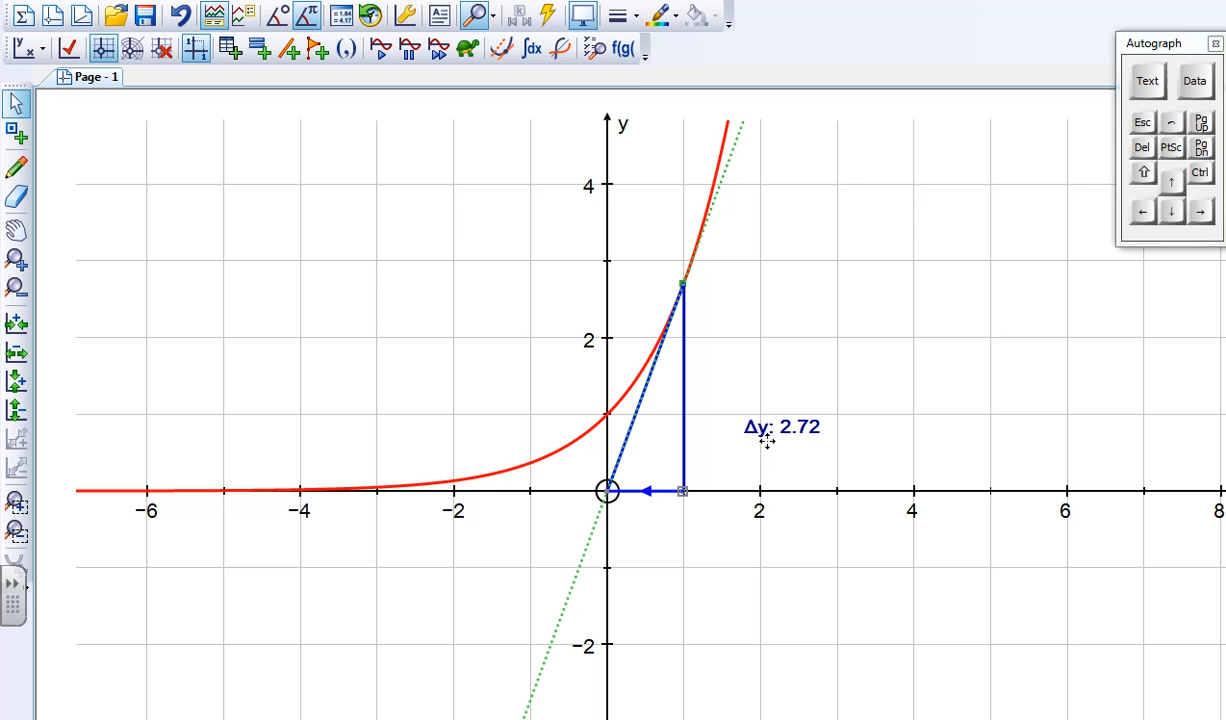 f(g(
Page - 1
Autograph
Text Data
Esc Pg Up
Del PtSc Pg Dn
Ctrl
y
4
2
Δy: 2.72
−6 −4 −2 2 4 6 8
−2